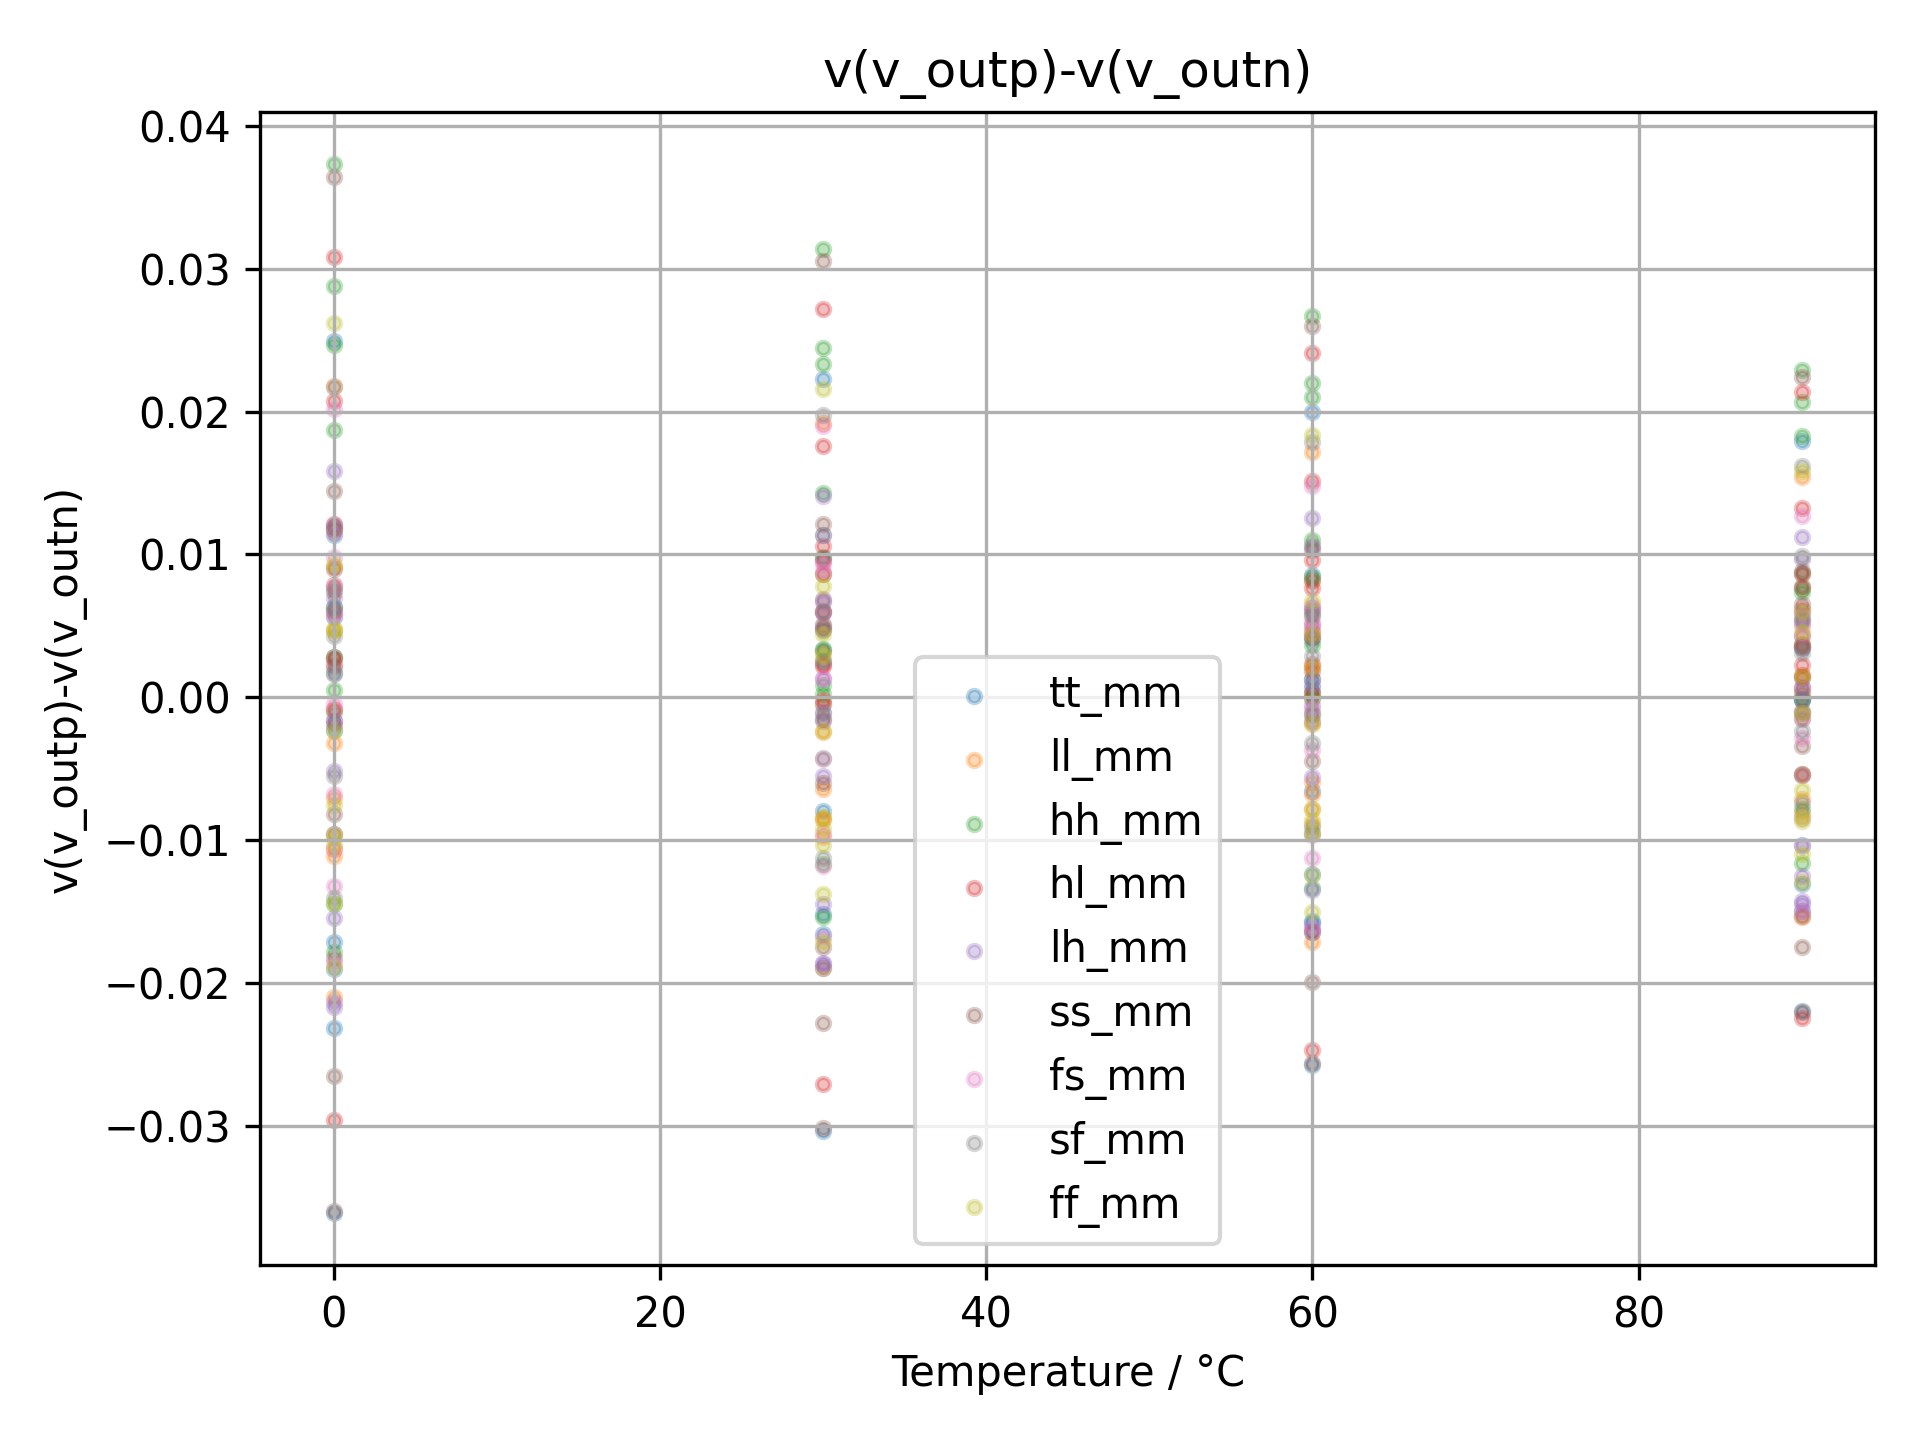 v(v_outp)-v(v_outn)
v(v_outp)-v(v_outn)
0.04
0.03
0.02
0.01
0.00
−0.01
−0.02
−0.03
tt_mm
ll_mm
hh_mm
hl_mm
lh_mm
ss_mm
fs_mm
sf_mm
ff_mm
0 20 40 60 80
Temperature / °C